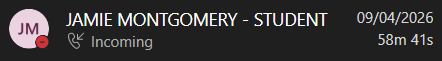 JM
JAMIE MONTGOMERY - STUDENT
09/04/2026
Incoming
58m 41s